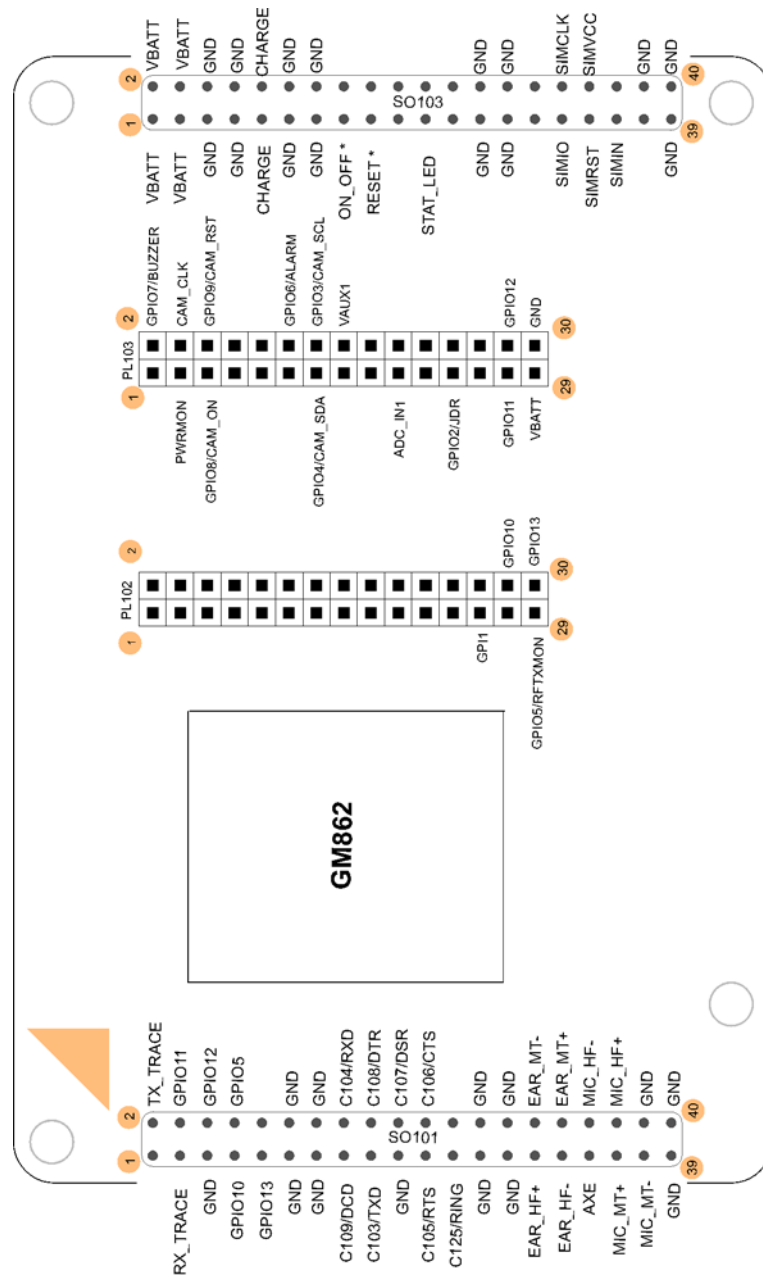 2
VBATT
VBATT
GND
GND
CHARGE
GND
GND
GND
GND
SIMCLK
SIMVCC
GND
GND
40
SO103
1
VBATT
VBATT
GND
GND
CHARGE
GND
GND
ON_OFF *
RESET *
STAT_LED
GND
GND
SIMIO
SIMRST
SIMIN
GND
39
2
GPIO7/BUZZER
CAM_CLK
GPIO9/CAM_RST
GPIO6/ALARM
GPIO3/CAM_SCL
VAUX1
GPIO12
GND
30
PL103
1
PWRMON
GPIO8/CAM_ON
GPIO4/CAM_SDA
ADC_IN1
GPIO2/JDR
GPIO11
VBATT
29
2
GPIO10
GPIO13
30
PL102
1
GPI1
GPIO5/RFTXMON
29
GM862
2
TX_TRACE
GPIO11
GPIO12
GPIO5
GND
GND
C104/RXD
C108/DTR
C107/DSR
C106/CTS
GND
GND
EAR_MT-
EAR_MT+
MIC_HF-
MIC_HF+
GND
GND
40
SO101
1
RX_TRACE
GND
GPIO10
GPIO13
GND
GND
C109/DCD
C103/TXD
GND
C105/RTS
C125/RING
GND
GND
EAR_HF+
EAR_HF-
AXE
MIC_MT+
MIC_MT-
GND
39